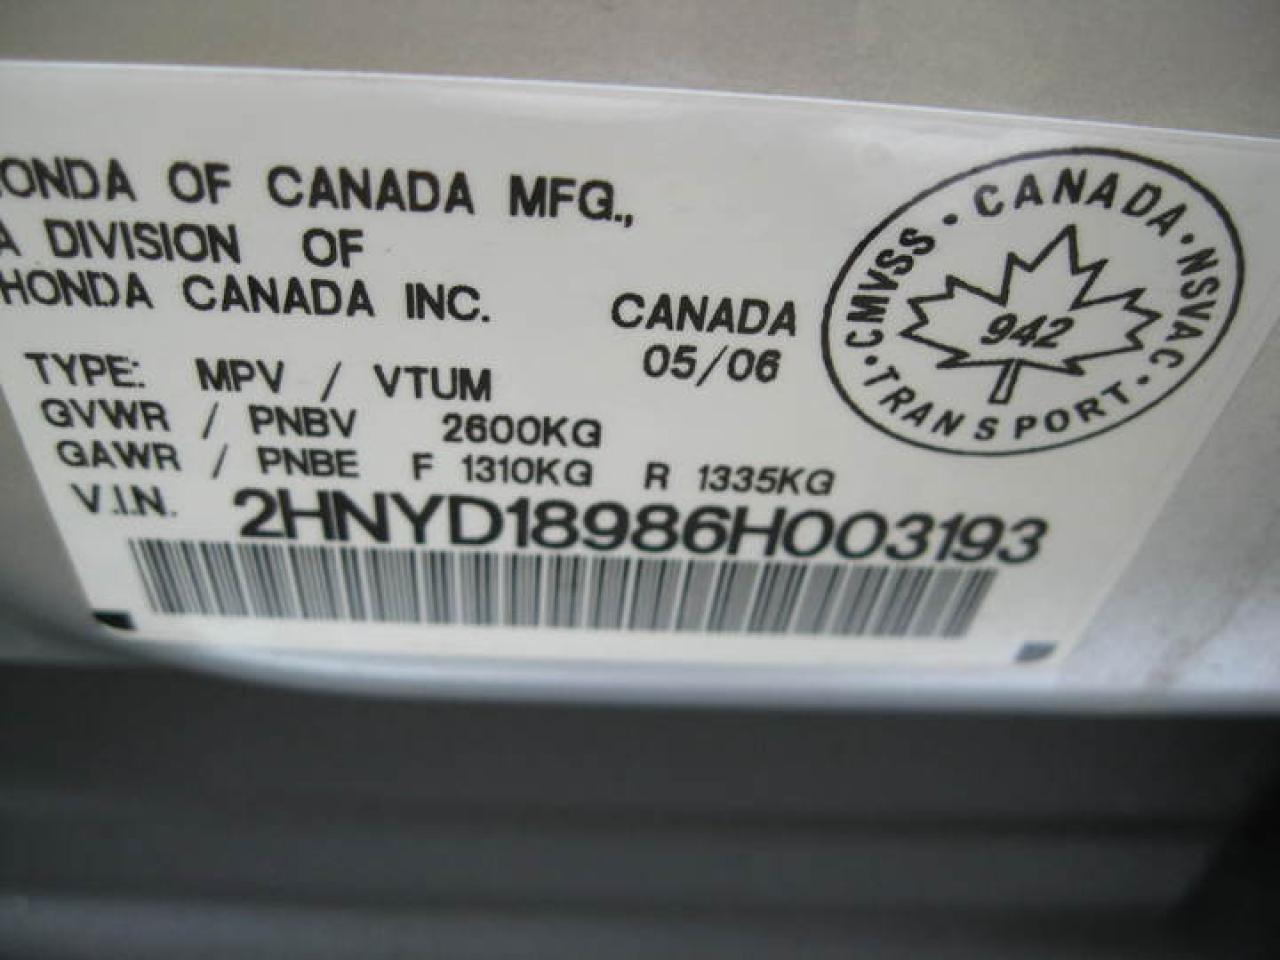 ONDA OF CANADA MFG.,
A DIVISION OF
HONDA CANADA INC.
CANADA
05/06
TYPE: MPV / VTUM
GVWR / PNBV 2600KG
GAWR / PNBE F 1310KG R 1335KG
V.I.N. 2HNYD18986H003193
CMVSS · CANADA · NSVAC · TRANSPORT ·
942